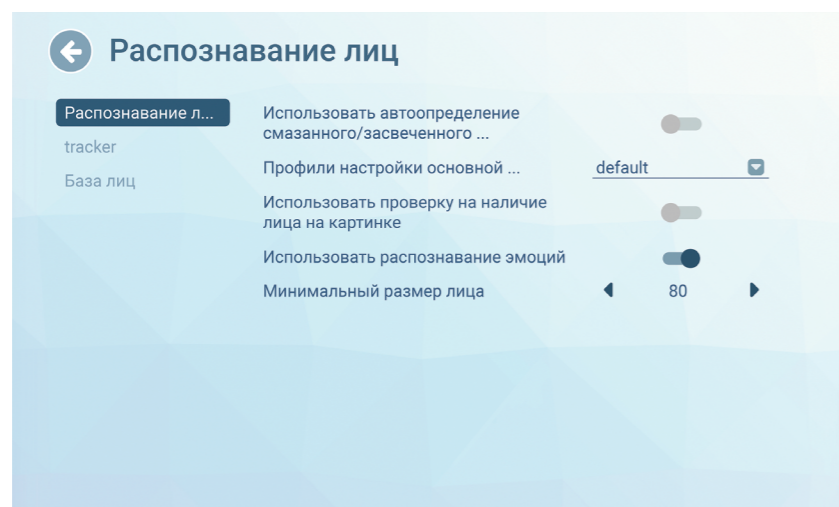 Распознавание лиц
Распознавание л...
tracker
База лиц
Использовать автоопределение
смазанного/засвеченного ...
Профили настройки основной ...
default
Использовать проверку на наличие
лица на картинке
Использовать распознавание эмоций
Минимальный размер лица
80